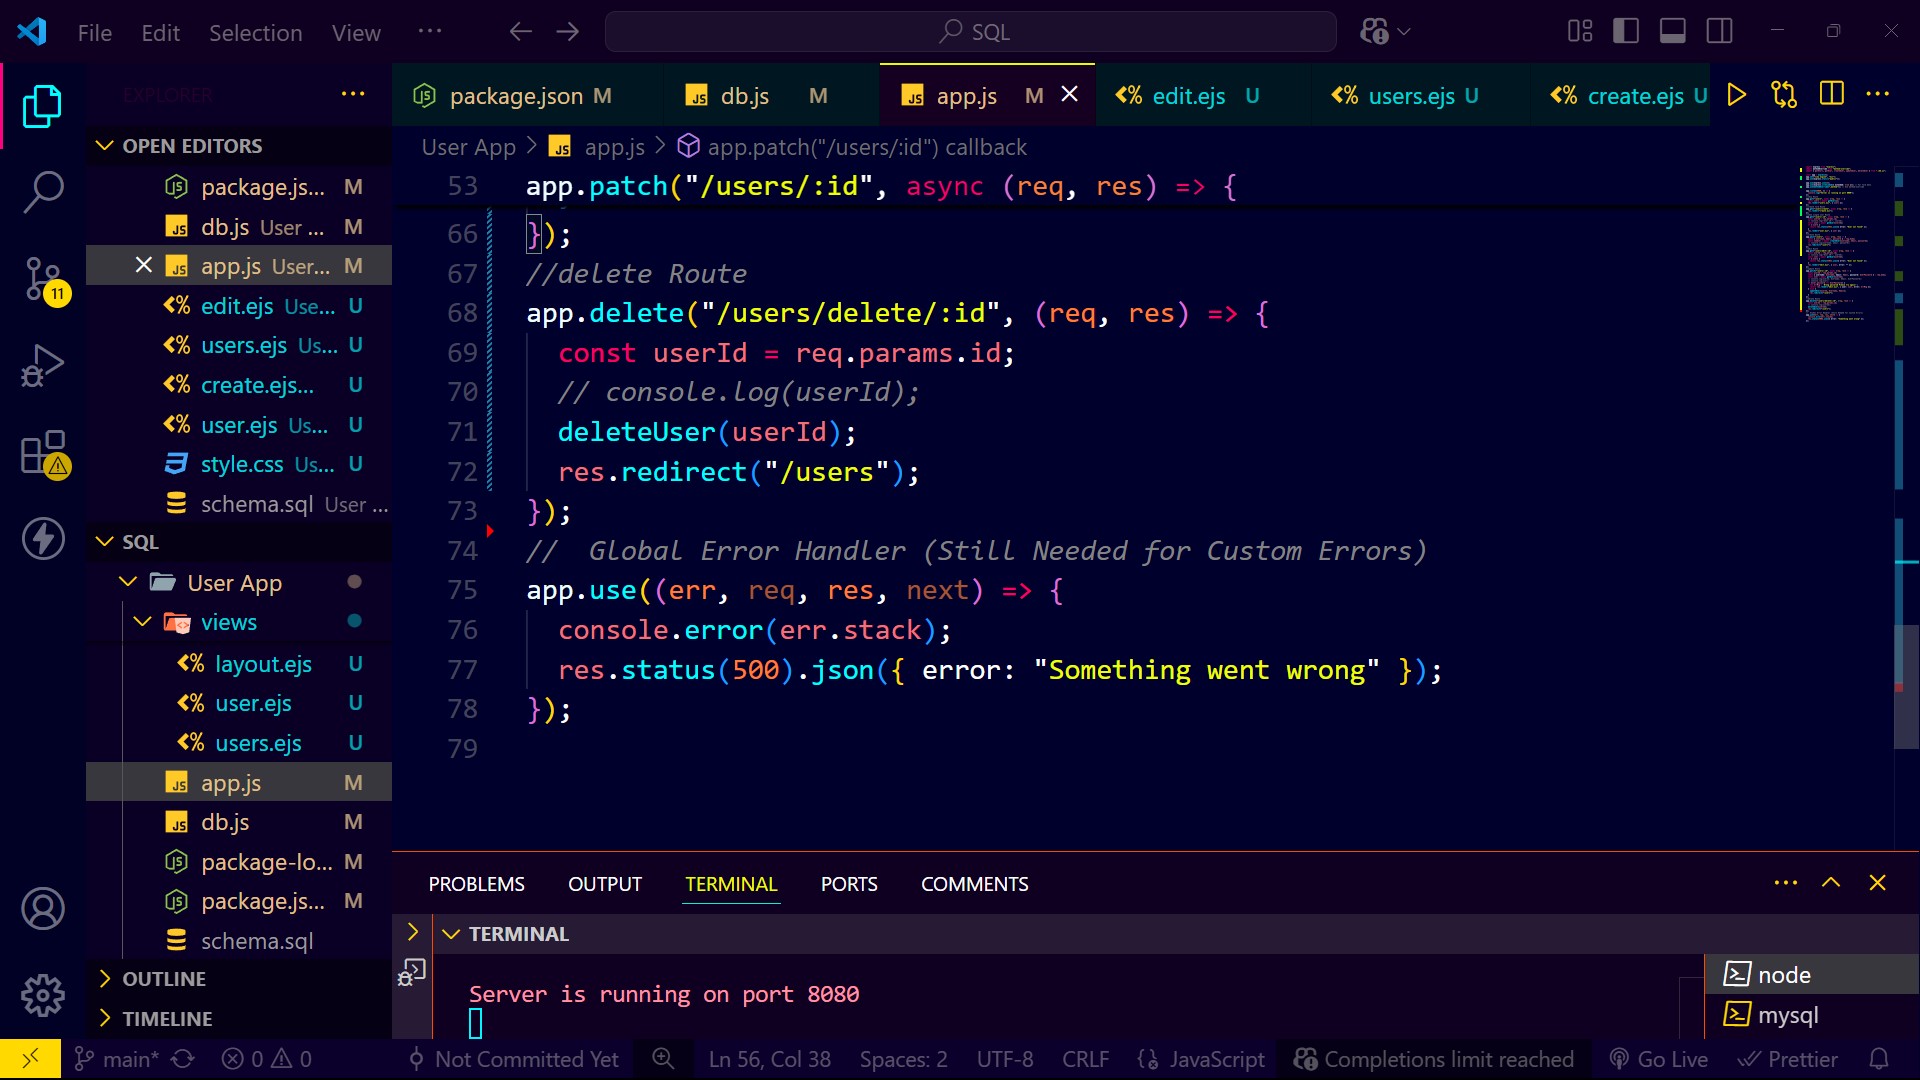 File Edit Selection View ··· SQL
EXPLORER ···
package.json M
db.js M
app.js M
edit.ejs U
users.ejs U
create.ejs U
User App > app.js > app.patch("/users/:id") callback
OPEN EDITORS
package.js... M
db.js User ... M
app.js User... M
edit.ejs Use... U
users.ejs Us... U
create.ejs... U
user.ejs Us... U
style.css Us... U
schema.sql User ...
SQL
User App
views
layout.ejs U
user.ejs U
users.ejs U
app.js M
db.js M
package-lo... M
package.js... M
schema.sql
OUTLINE
TIMELINE
11
53 app.patch("/users/:id", async (req, res) => {
66 });
67 //delete Route
68 app.delete("/users/delete/:id", (req, res) => {
69 const userId = req.params.id;
70 // console.log(userId);
71 deleteUser(userId);
72 res.redirect("/users");
73 });
74 //  Global Error Handler (Still Needed for Custom Errors)
75 app.use((err, req, res, next) => {
76 console.error(err.stack);
77 res.status(500).json({ error: "Something went wrong" });
78 });
79
PROBLEMS OUTPUT TERMINAL PORTS COMMENTS
TERMINAL
Server is running on port 8080
node
mysql
main* 0 0 Not Committed Yet Ln 56, Col 38 Spaces: 2 UTF-8 CRLF {} JavaScript Completions limit reached Go Live Prettier